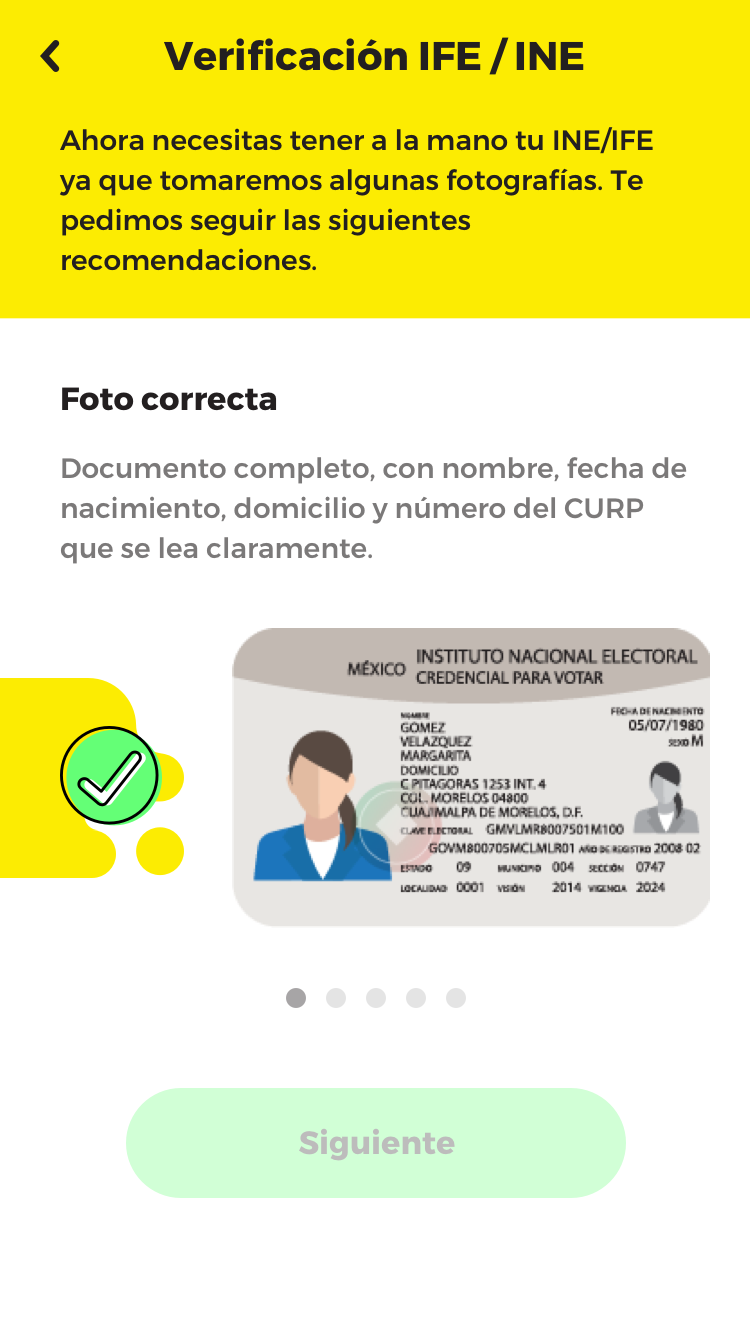 Verificación IFE / INE
Ahora necesitas tener a la mano tu INE/IFE
ya que tomaremos algunas fotografías. Te
pedimos seguir las siguientes
recomendaciones.
Foto correcta
Documento completo, con nombre, fecha de
nacimiento, domicilio y número del CURP
que se lea claramente.
MÉXICO
INSTITUTO NACIONAL ELECTORAL
CREDENCIAL PARA VOTAR
NOMBRE
GOMEZ
VELAZQUEZ
MARGARITA
DOMICILIO
C PITAGORAS 1253 INT. 4
COL. MORELOS 04800
CUAJIMALPA DE MORELOS, D.F.
FECHA DE NACIMIENTO
05/07/1980
SEXO M
CLAVE ELECTORAL GMVLMR8007501M100
GOVM800705MCLMLR01 AÑO DE REGISTRO 2008 02
ESTADO 09 MUNICIPIO 004 SECCIÓN 0747
LOCALIDAD 0001 VISIÓN 2014 VIGENCIA 2024
Siguiente